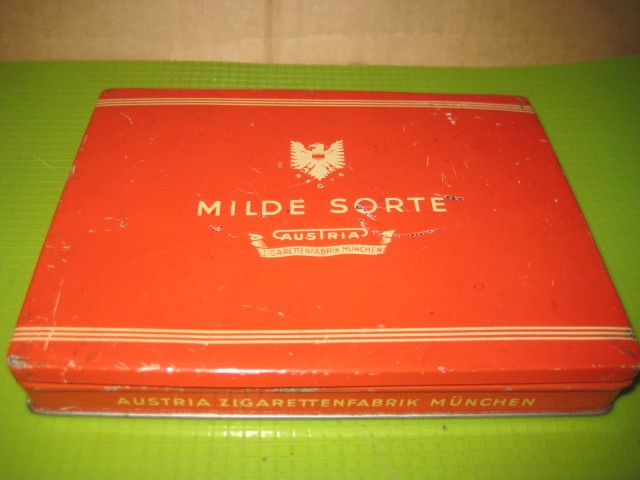 MILDE SORTE
AUSTRIA
ZIGARETTENFABRIK MÜNCHEN
AUSTRIA ZIGARETTENFABRIK MÜNCHEN